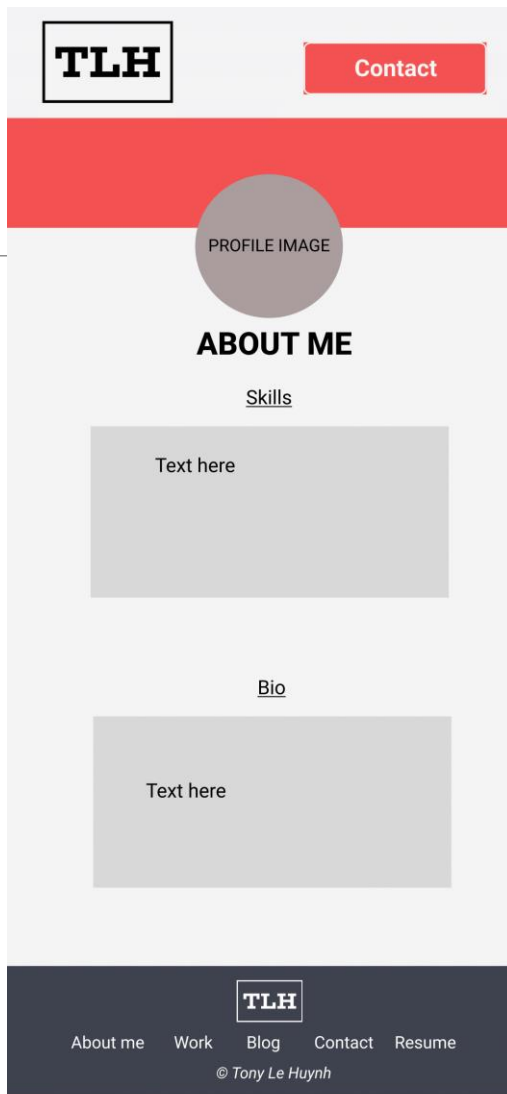 TLH
Contact
PROFILE IMAGE
ABOUT ME
Skills
Text here
Bio
Text here
TLH
About me Work Blog Contact Resume
© Tony Le Huynh